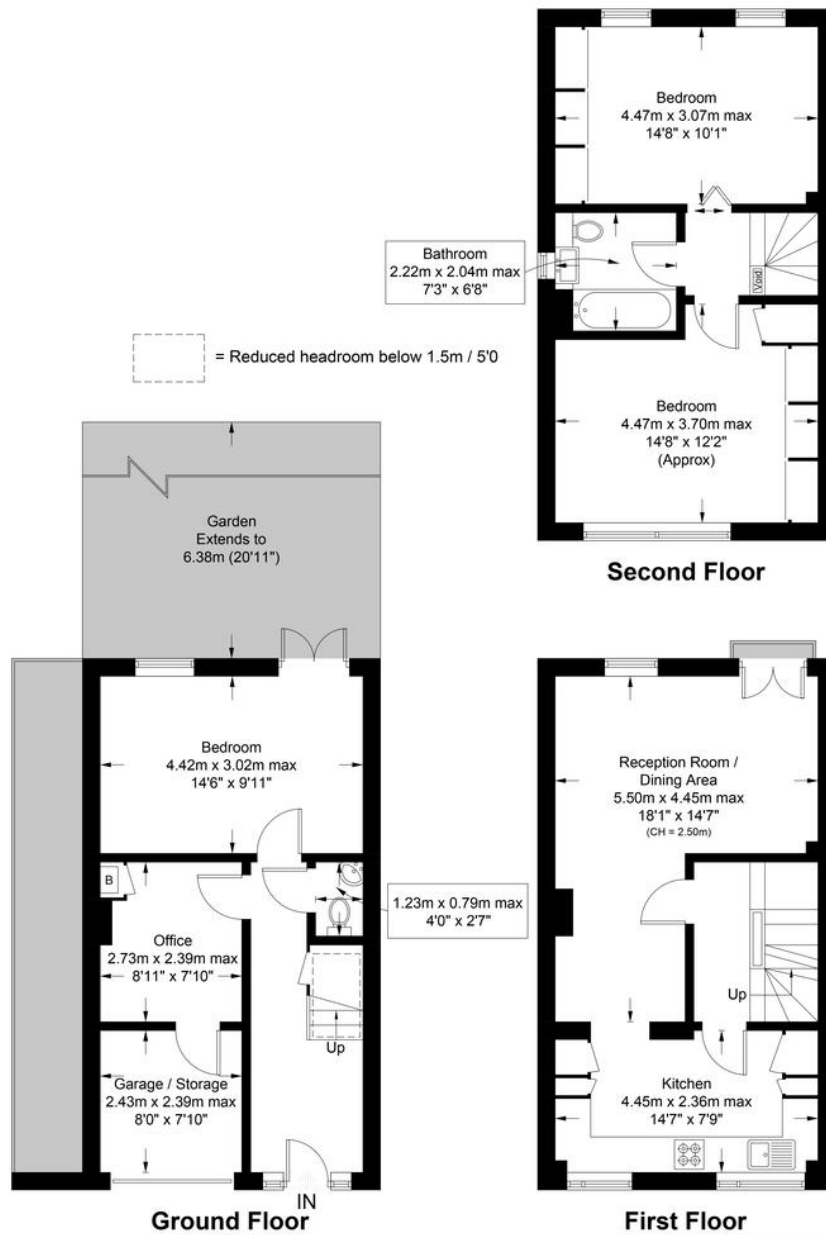 Bedroom
4.47m x 3.07m max
14'8" x 10'1"
Bathroom
2.22m x 2.04m max
7'3" x 6'8"
Void
= Reduced headroom below 1.5m / 5'0
Bedroom
4.47m x 3.70m max
14'8" x 12'2"
(Approx)
Second Floor
Garden
Extends to
6.38m (20'11")
Bedroom
4.42m x 3.02m max
14'6" x 9'11"
B
1.23m x 0.79m max
4'0" x 2'7"
Office
2.73m x 2.39m max
8'11" x 7'10"
Up
Garage / Storage
2.43m x 2.39m max
8'0" x 7'10"
IN
Ground Floor
Reception Room /
Dining Area
5.50m x 4.45m max
18'1" x 14'7"
(CH = 2.50m)
Up
Kitchen
4.45m x 2.36m max
14'7" x 7'9"
First Floor